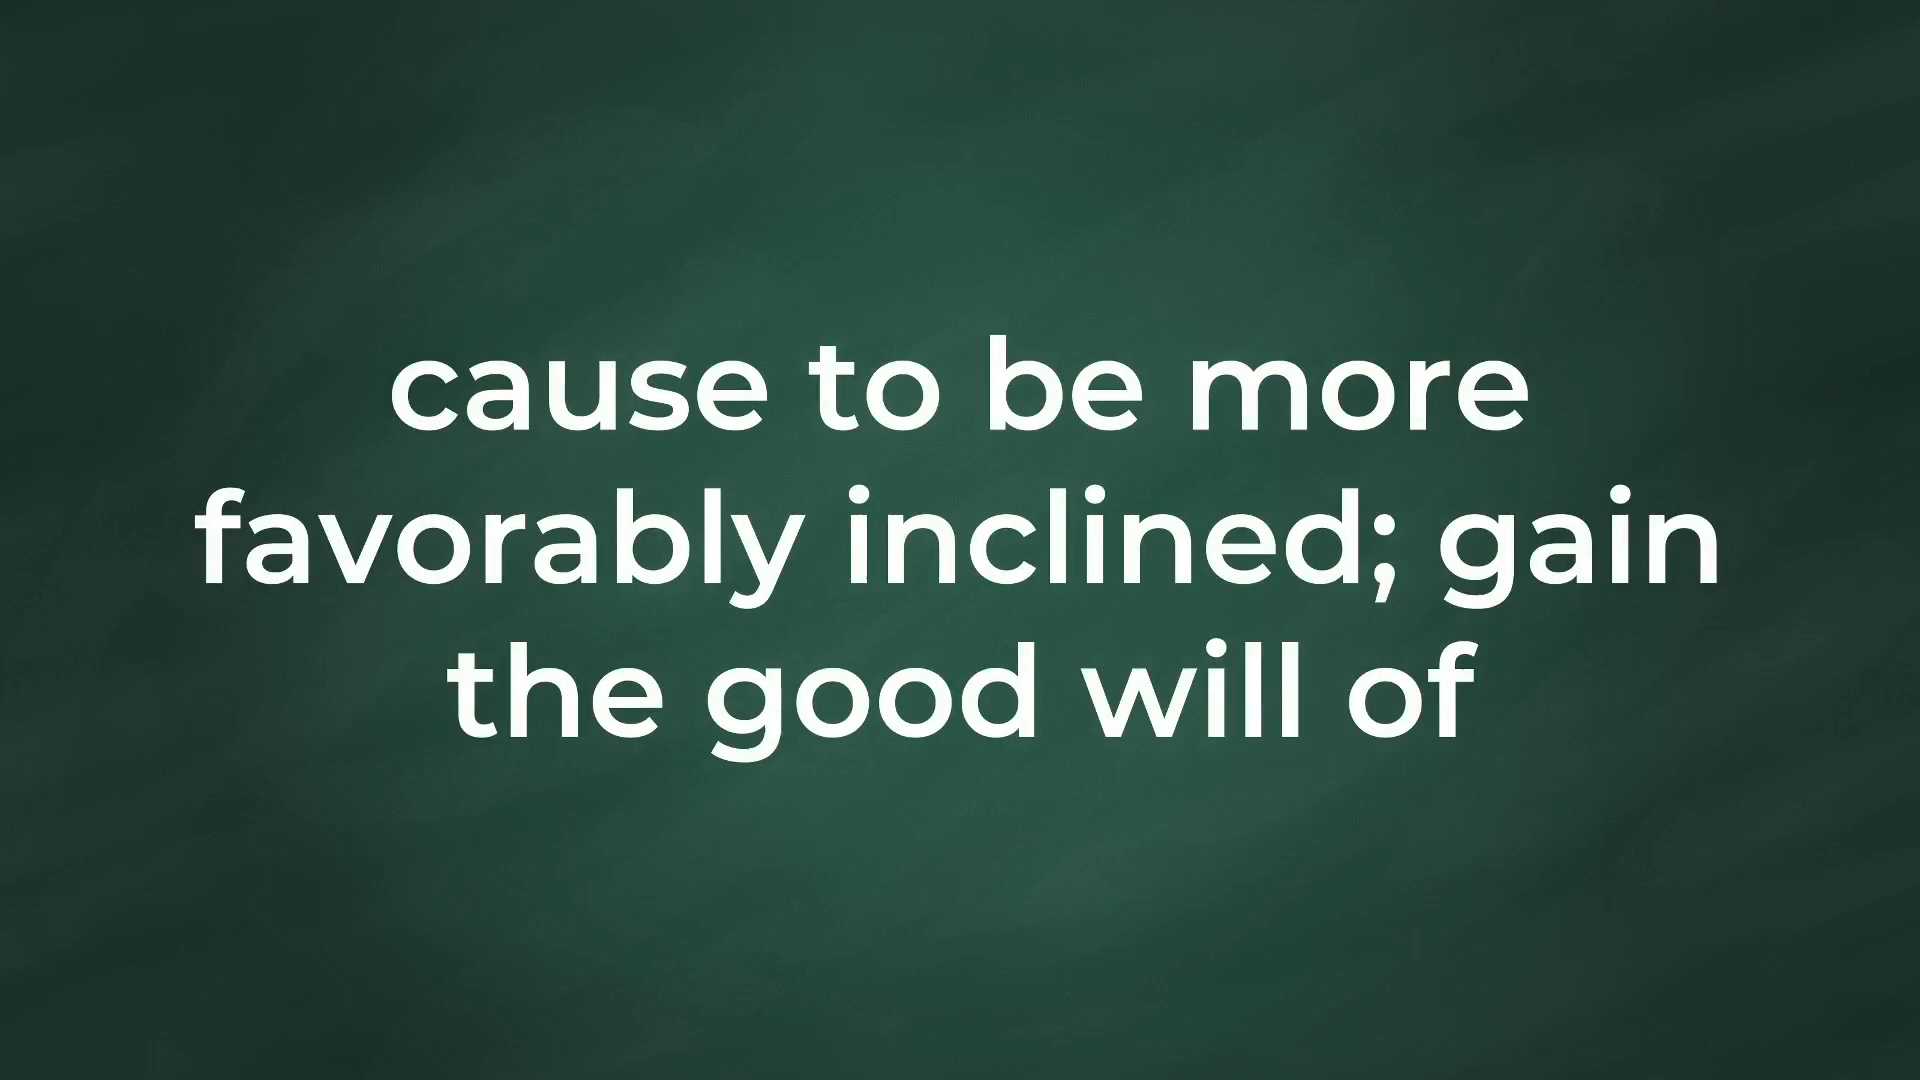 cause to be more
favorably inclined; gain
the good will of